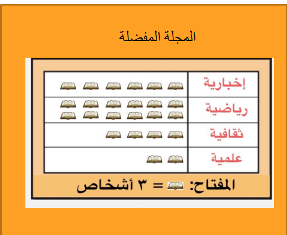 المجلة المفضلة
إخبارية
رياضية
ثقافية
علمية
المفتاح: = ٣ أشخاص